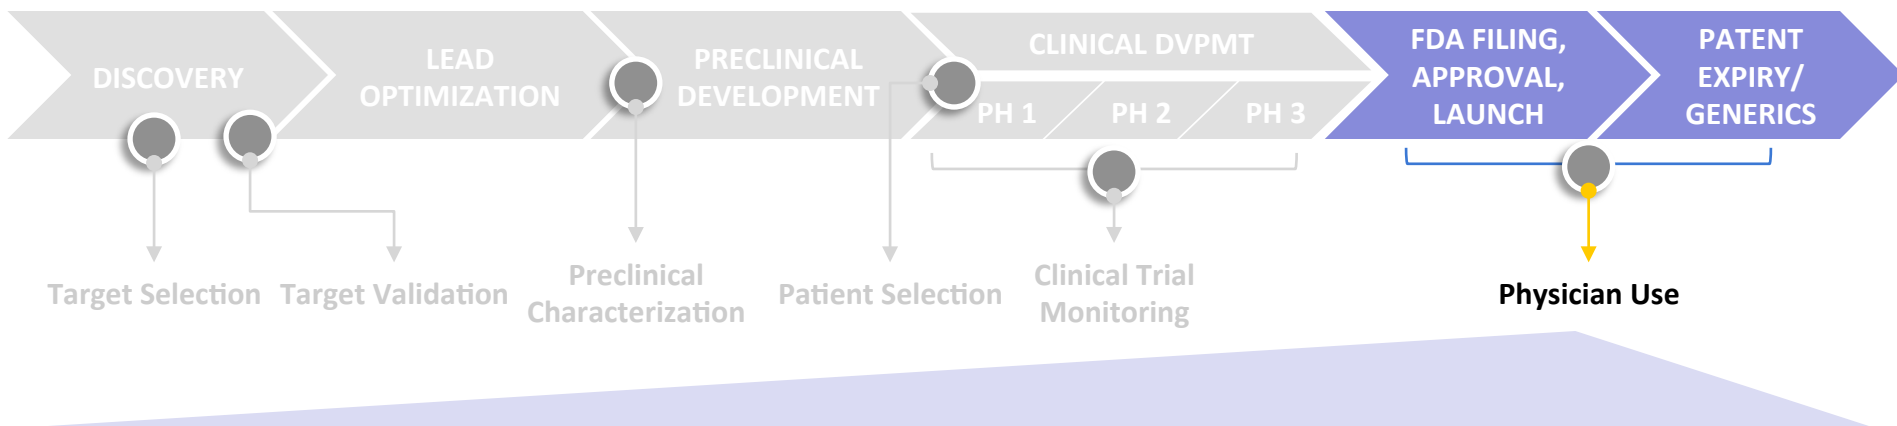 DISCOVERY
LEAD
OPTIMIZATION
PRECLINICAL
DEVELOPMENT
CLINICAL DVPMT
PH 1
PH 2
PH 3
FDA FILING,
APPROVAL,
LAUNCH
PATENT
EXPIRY/
GENERICS
Target Selection
Target Validation
Preclinical
Characterization
Patient Selection
Clinical Trial
Monitoring
Physician Use